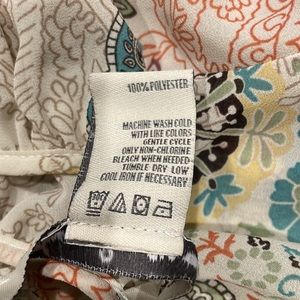 100% POLYESTER
MACHINE WASH COLD
WITH LIKE COLORS
GENTLE CYCLE
ONLY NON-CHLORINE
BLEACH WHEN NEEDED
TUMBLE DRY LOW
COOL IRON IF NECESSARY